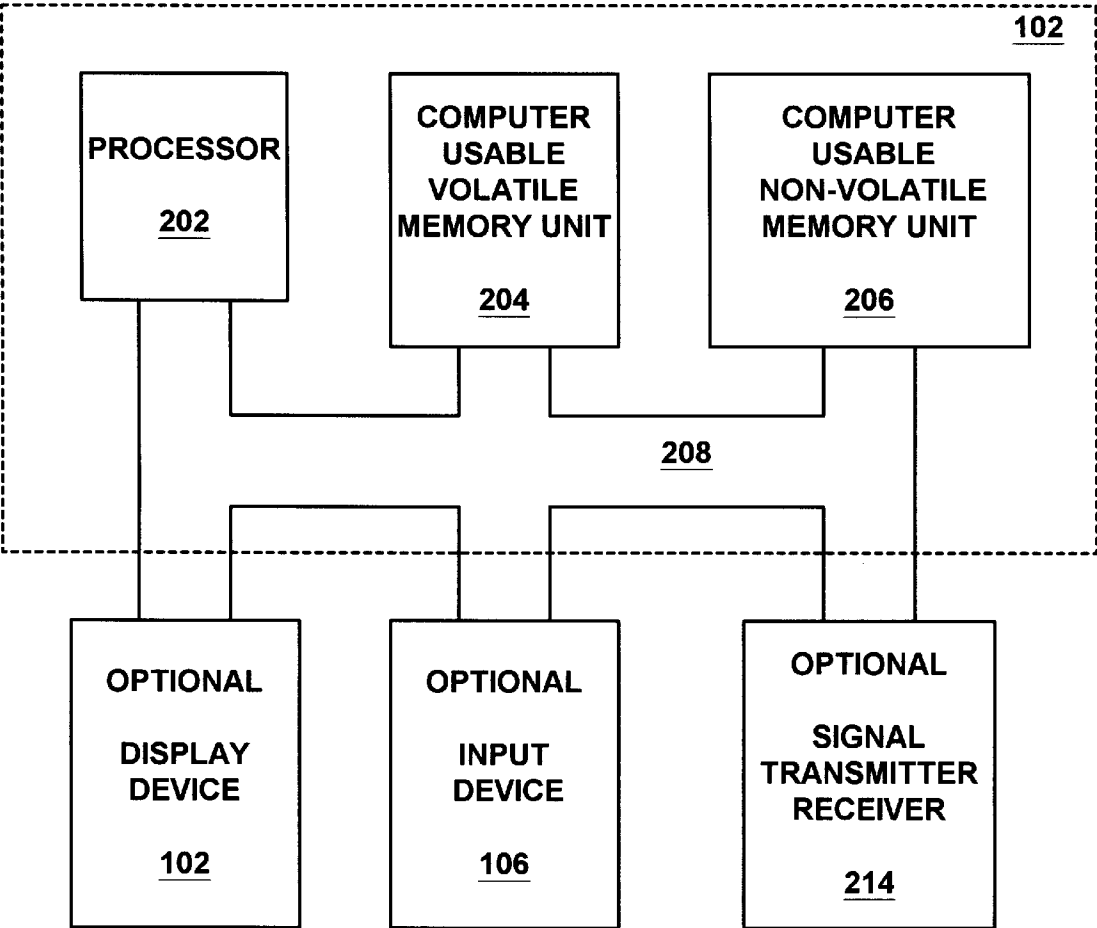 102
PROCESSOR
202
COMPUTER
USABLE
VOLATILE
MEMORY UNIT
204
COMPUTER
USABLE
NON-VOLATILE
MEMORY UNIT
206
208
OPTIONAL
DISPLAY
DEVICE
102
OPTIONAL
INPUT
DEVICE
106
OPTIONAL
SIGNAL
TRANSMITTER
RECEIVER
214